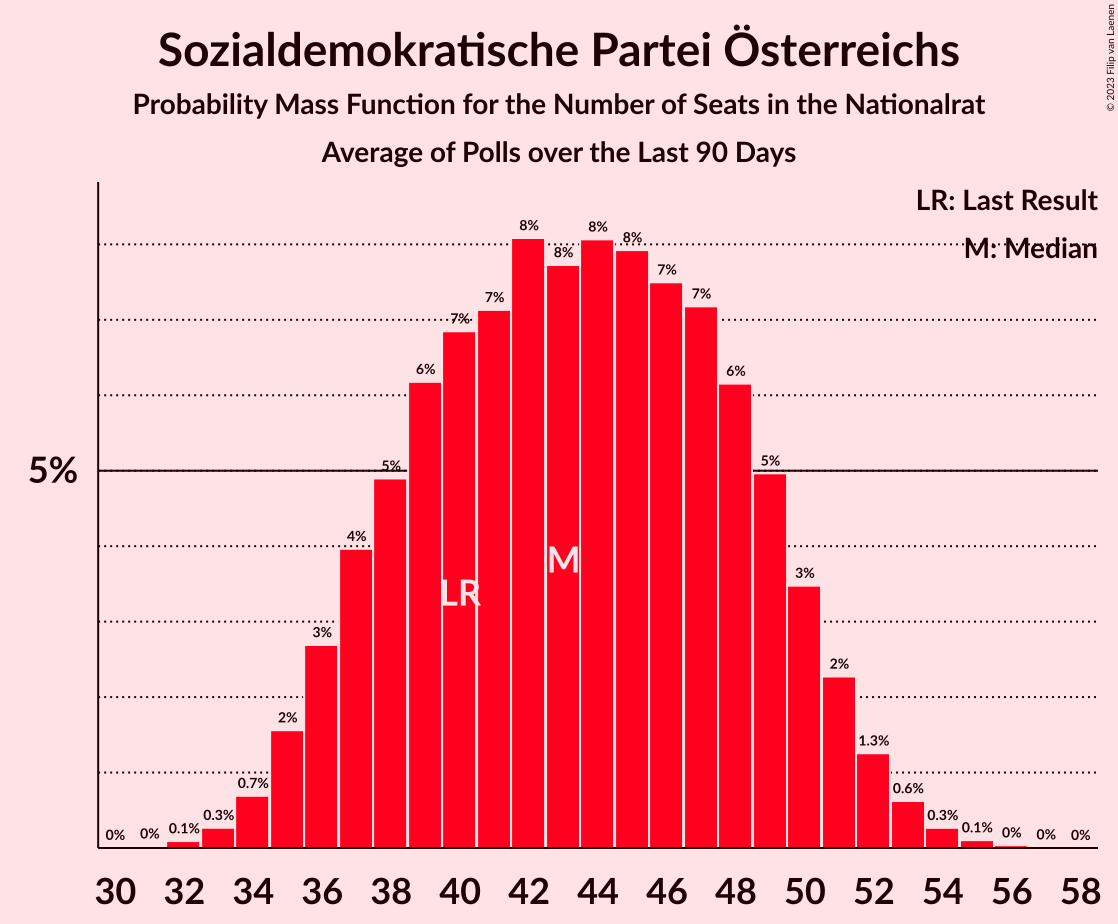 Sozialdemokratische Partei Österreichs
Probability Mass Function for the Number of Seats in the Nationalrat
Average of Polls over the Last 90 Days
© 2023 Filip van Laenen
LR: Last Result
M: Median
5%
0% 0% 0.1% 0.3% 0.7% 2% 3% 4% 5% 6% 7% 7% 8% 8% 8% 8% 7% 7% 6% 5% 3% 2% 1.3% 0.6% 0.3% 0.1% 0% 0% 0%
M
LR
30 32 34 36 38 40 42 44 46 48 50 52 54 56 58